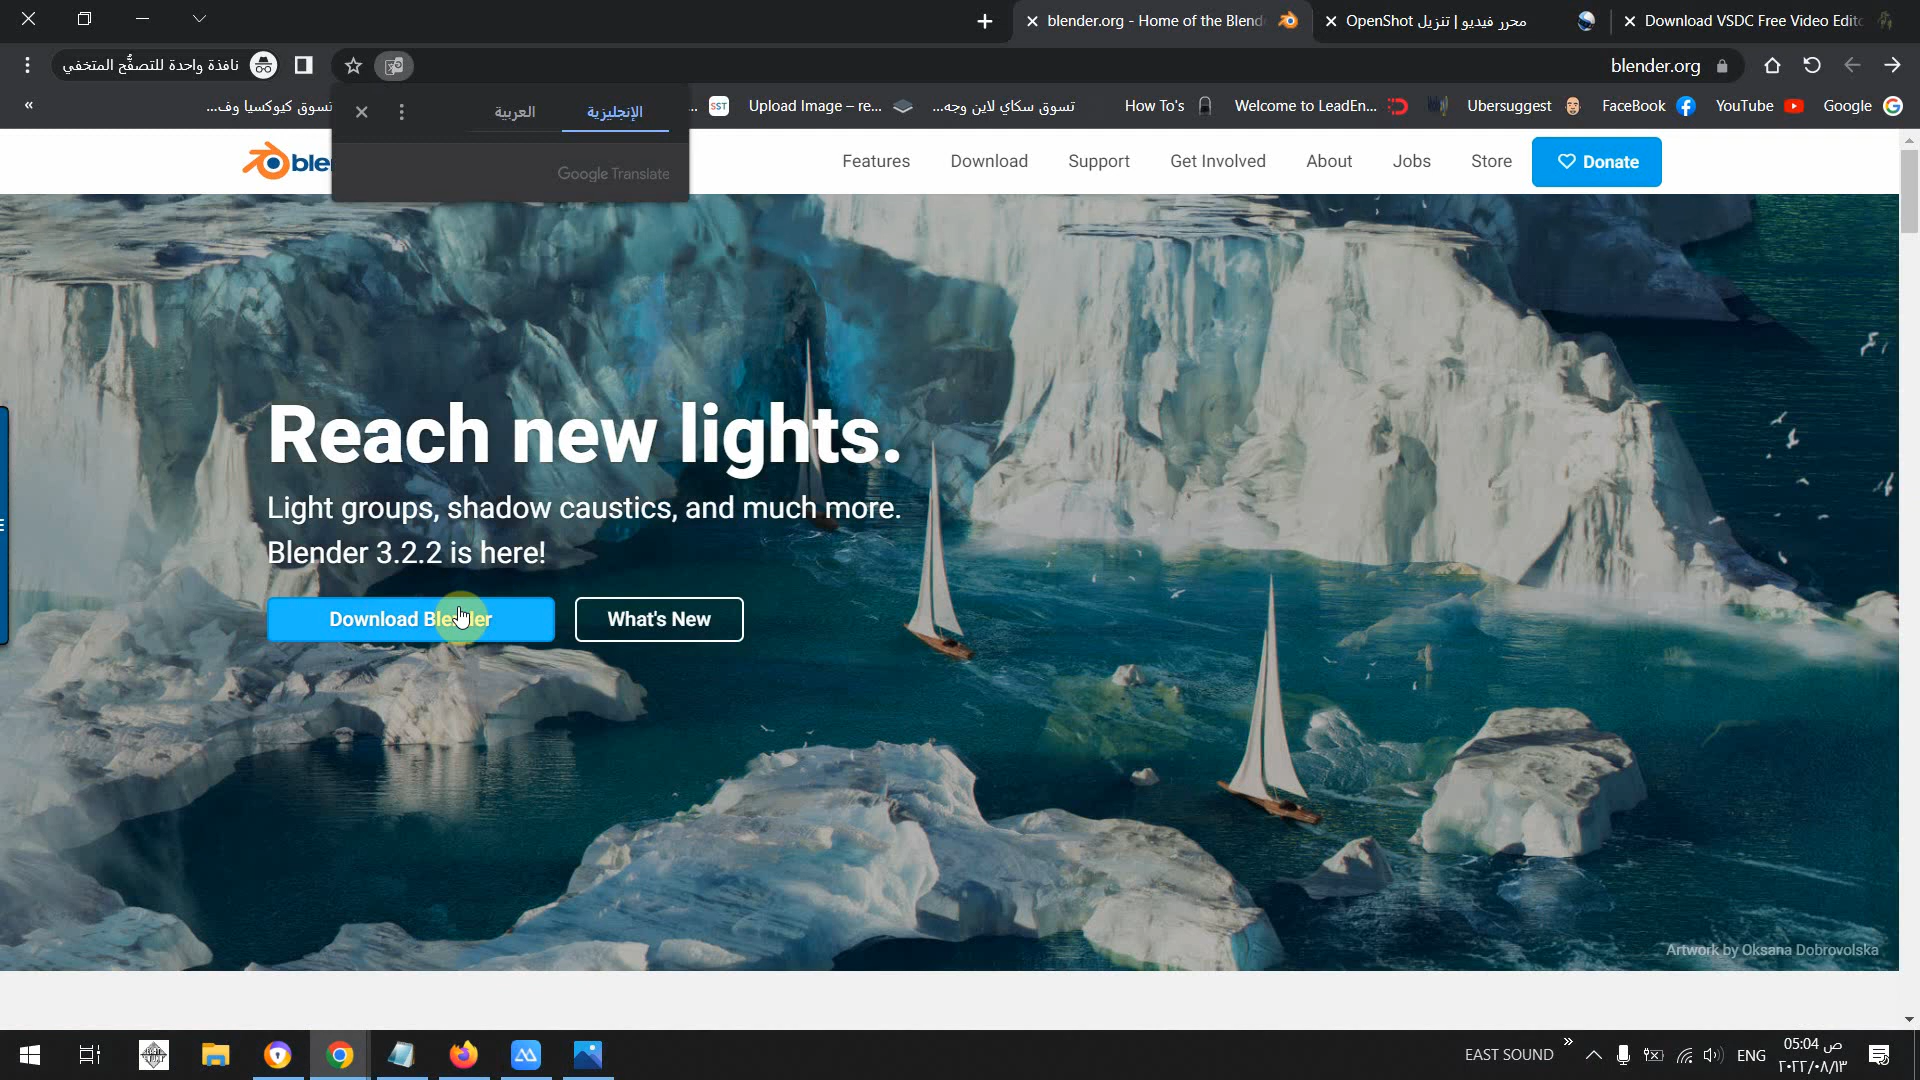 blender.org - Home of the Blend
محرر فيديو | تنزيل OpenShot
Download VSDC Free Video Edit
نافذة واحدة للتصفُّح المتخفي
blender.org
تسوق كيوكسيا وف...
SST
Upload Image – re...
تسوق سكاي لاين وجه...
How To's
Welcome to LeadEn...
Ubersuggest
FaceBook
YouTube
Google
العربية
الإنجليزية
Google Translate
ble
Features
Download
Support
Get Involved
About
Jobs
Store
Donate
Reach new lights.
Light groups, shadow caustics, and much more.
Blender 3.2.2 is here!
Download Blender
What's New
Artwork by Oksana Dobrovolska
EAST SOUND
ENG
05:04 ص
٢٠٢٢/٠٨/١٣